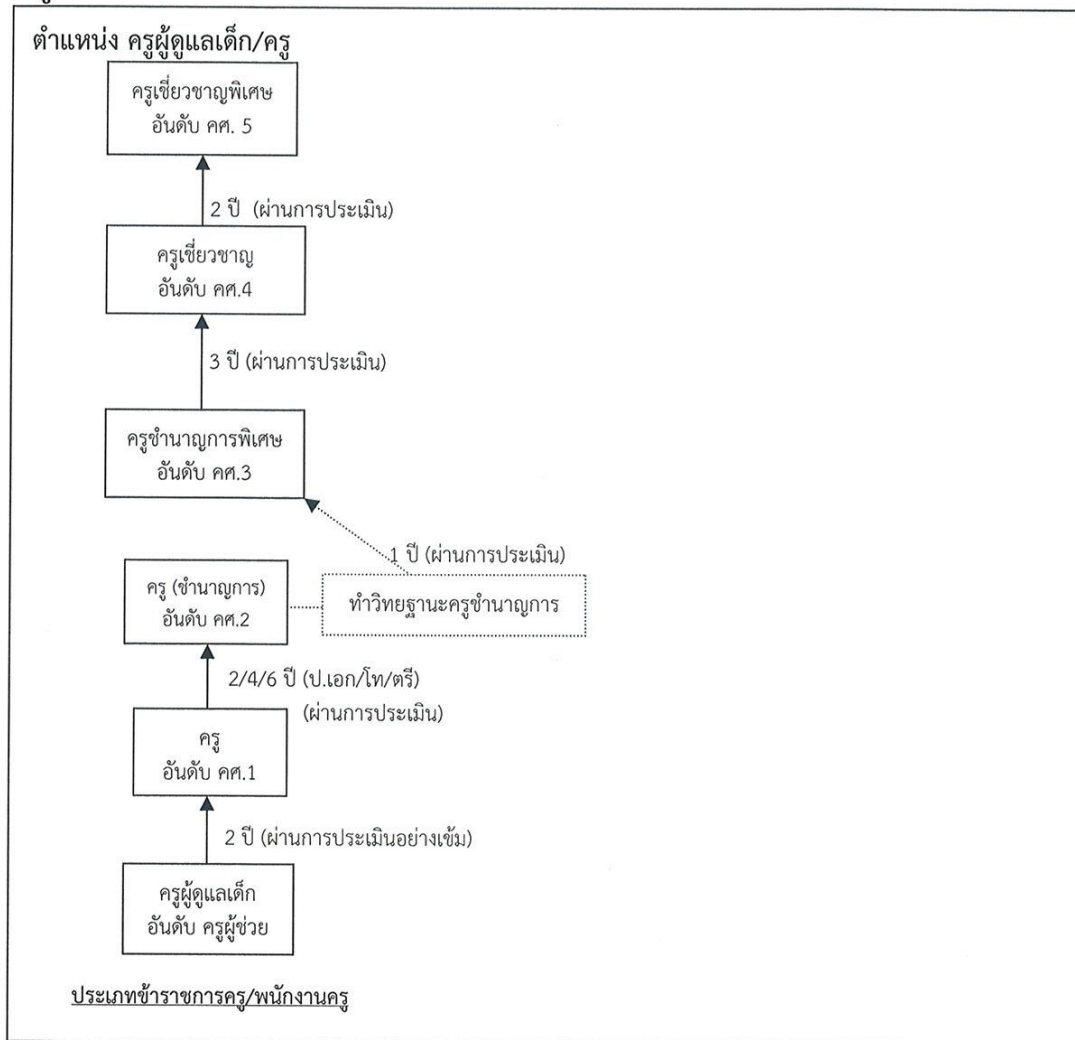 ตำแหน่ง ครูผู้ดูแลเด็ก/ครู
ครูเชี่ยวชาญพิเศษ
อันดับ คศ. 5
2 ปี (ผ่านการประเมิน)
ครูเชี่ยวชาญ
อันดับ คศ.4
3 ปี (ผ่านการประเมิน)
ครูชำนาญการพิเศษ
อันดับ คศ.3
1 ปี (ผ่านการประเมิน)
ครู (ชำนาญการ)
อันดับ คศ.2
ทำวิทยฐานะครูชำนาญการ
2/4/6 ปี (ป.เอก/โท/ตรี)
(ผ่านการประเมิน)
ครู
อันดับ คศ.1
2 ปี (ผ่านการประเมินอย่างเข้ม)
ครูผู้ดูแลเด็ก
อันดับ ครูผู้ช่วย
ประเภทข้าราชการครู/พนักงานครู